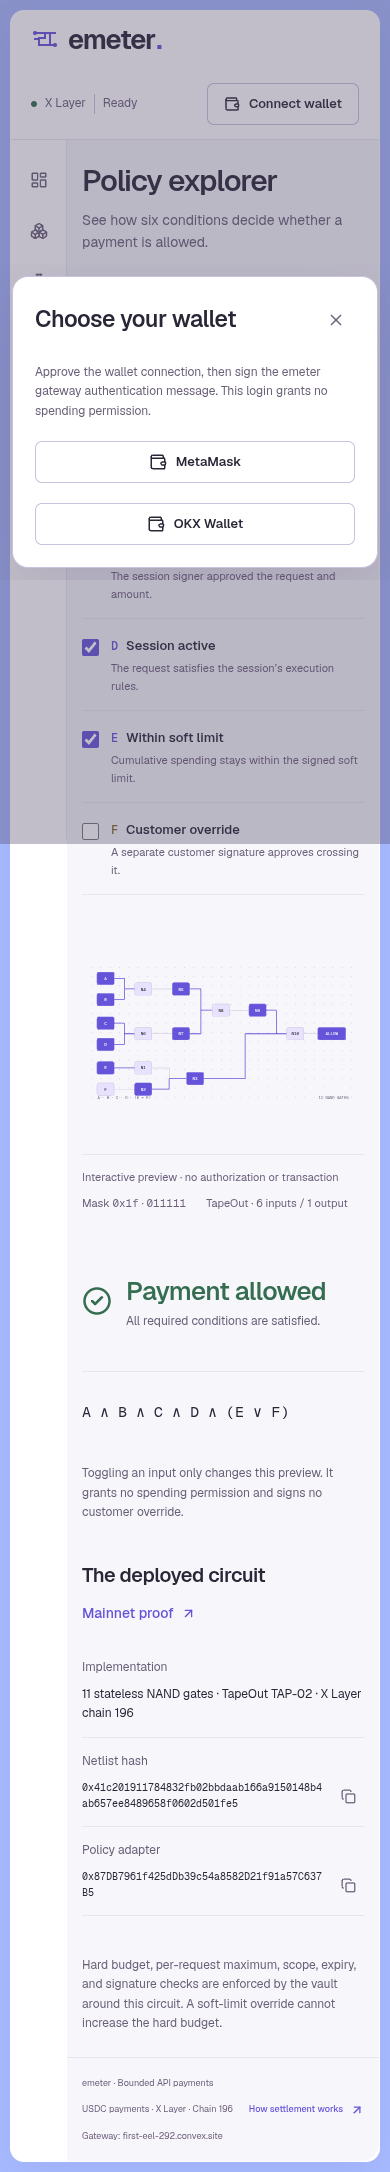 emeter.
X Layer
Ready
Connect wallet
Policy explorer
See how six conditions decide whether a
payment is allowed.
Choose your wallet
Approve the wallet connection, then sign the emeter
gateway authentication message. This login grants no
spending permission.
MetaMask
OKX Wallet
The session signer approved the request and
amount.
D Session active
The request satisfies the session's execution
rules.
E Within soft limit
Cumulative spending stays within the signed soft
limit.
F Customer override
A separate customer signature approves crossing
it.
A
B
C
D
E
F
ALLOW
Interactive preview · no authorization or transaction
Mask 0x1f · 011111
TapeOut · 6 inputs / 1 output
Payment allowed
All required conditions are satisfied.
A ∧ B ∧ C ∧ D ∧ (E ∨ F)
Toggling an input only changes this preview. It
grants no spending permission and signs no
customer override.
The deployed circuit
Mainnet proof
Implementation
11 stateless NAND gates · TapeOut TAP-02 · X Layer
chain 196
Netlist hash
0x41c201911784832fb02bbdaab166a9150148b4
ab657ee8489658f0602d501fe5
Policy adapter
0x87DB7961f425dDb39c54a8582D21f91a57C637
B5
Hard budget, per-request maximum, scope, expiry,
and signature checks are enforced by the vault
around this circuit. A soft-limit override cannot
increase the hard budget.
emeter · Bounded API payments
USDC payments · X Layer · Chain 196
How settlement works
Gateway: first-eel-292.convex.site